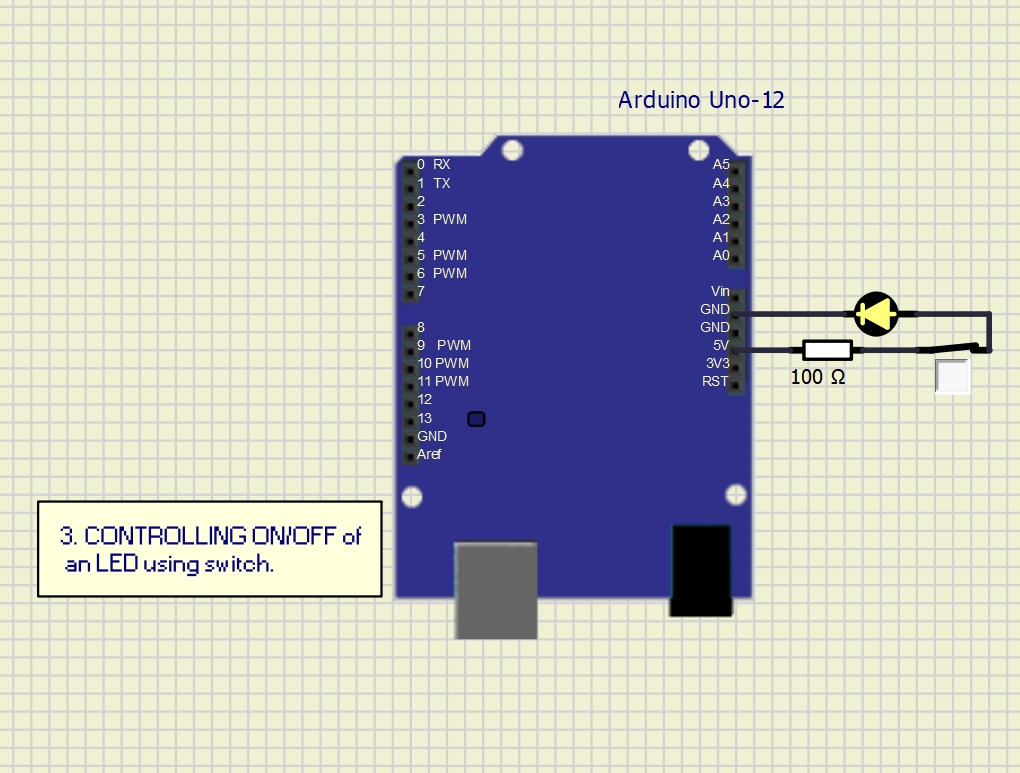 Arduino Uno-12
0 RX
1 TX
2
3 PWM
4
5 PWM
6 PWM
7
8
9 PWM
10 PWM
11 PWM
12
13
GND
Aref
A5
A4
A3
A2
A1
A0
Vin
GND
GND
5V
3V3
RST
100 Ω
3. CONTROLLING ON/OFF of
an LED using switch.